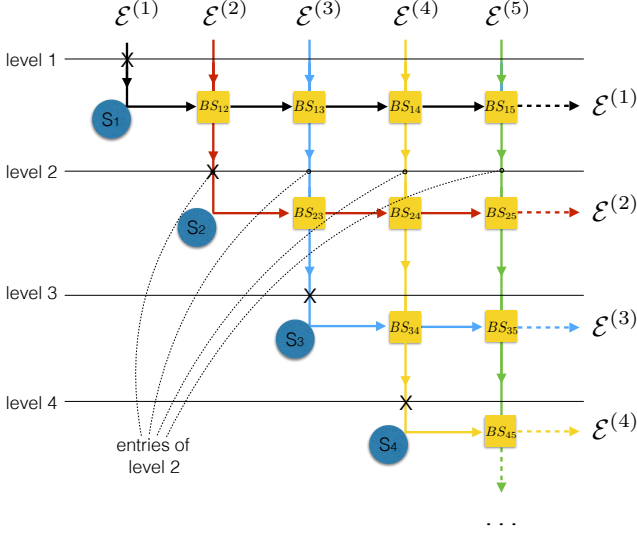 ℰ⁽¹⁾ ℰ⁽²⁾ ℰ⁽³⁾ ℰ⁽⁴⁾ ℰ⁽⁵⁾
level 1
S₁ BS₁₂ BS₁₃ BS₁₄ BS₁₅ ℰ⁽¹⁾
level 2
S₂ BS₂₃ BS₂₄ BS₂₅ ℰ⁽²⁾
level 3
S₃ BS₃₄ BS₃₅ ℰ⁽³⁾
level 4
S₄ BS₄₅ ℰ⁽⁴⁾
entries of
level 2
...